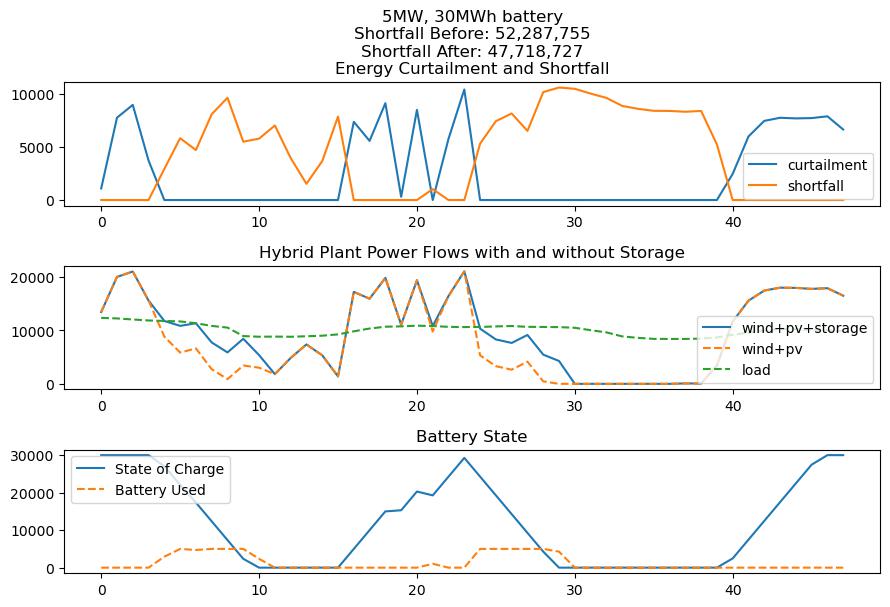 5MW, 30MWh battery
Shortfall Before: 52,287,755
Shortfall After: 47,718,727
Energy Curtailment and Shortfall
10000
5000
0
curtailment
shortfall
0 10 20 30 40
Hybrid Plant Power Flows with and without Storage
20000
10000
0
wind+pv+storage
wind+pv
load
0 10 20 30 40
Battery State
30000
20000
10000
0
State of Charge
Battery Used
0 10 20 30 40